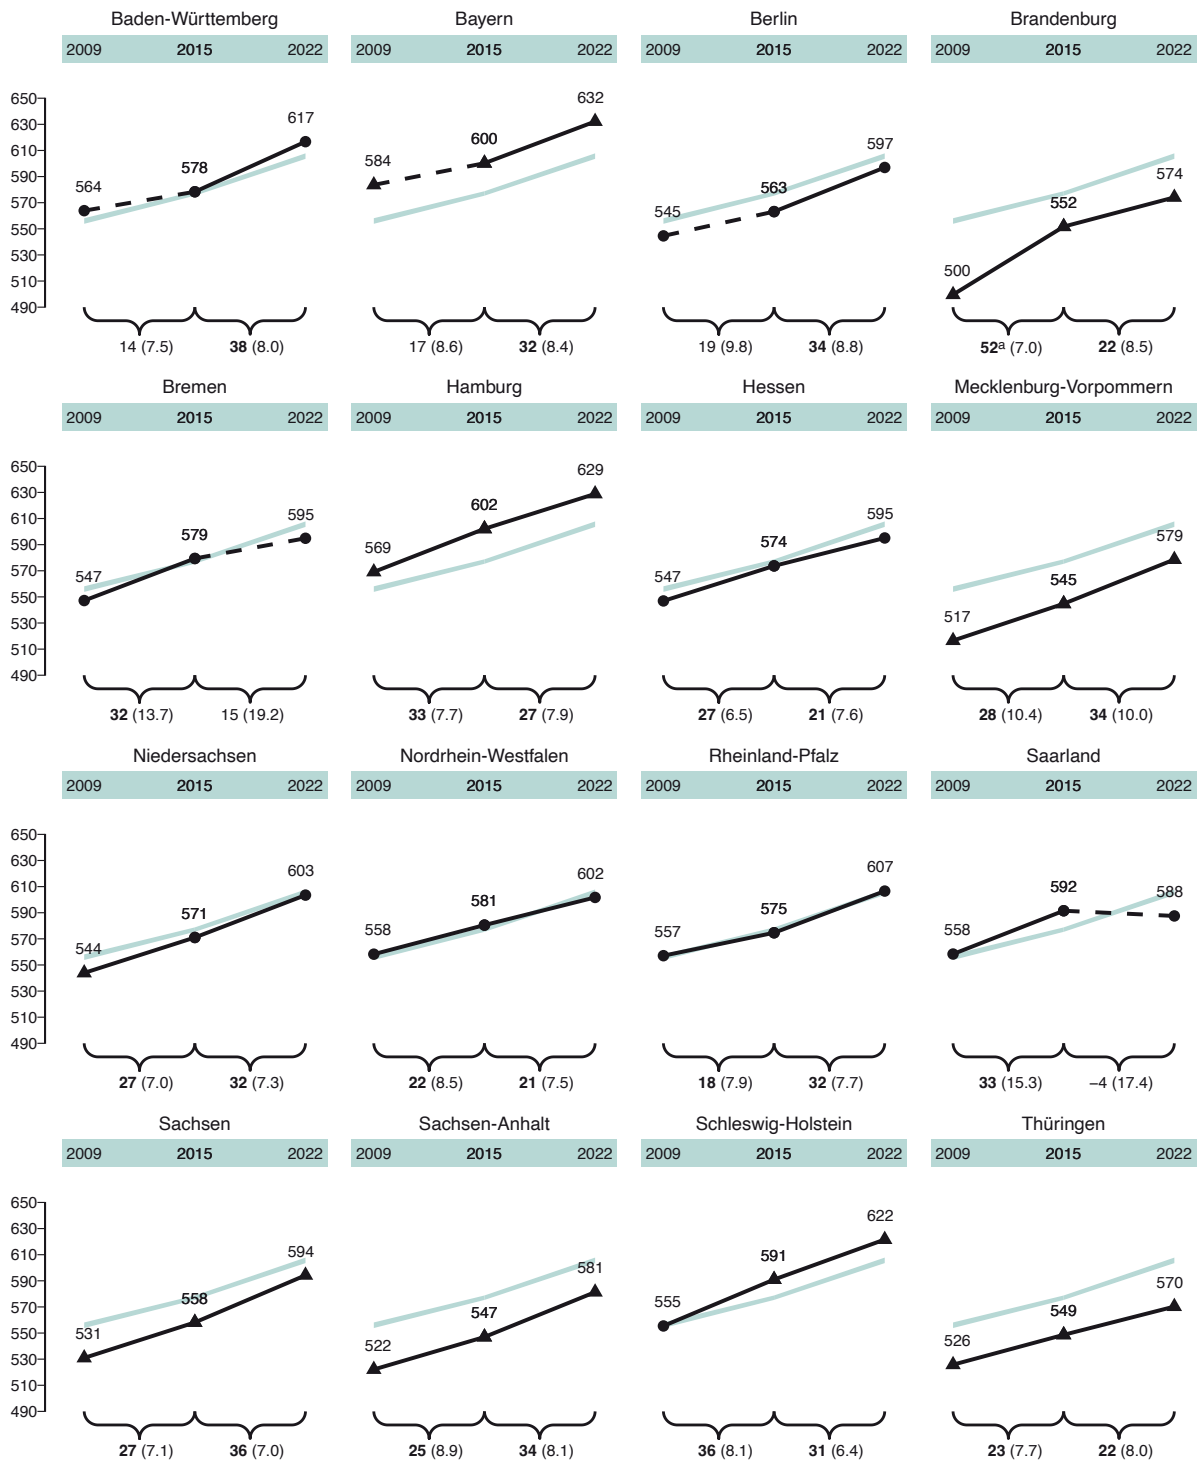 Baden-Württemberg Bayern Berlin Brandenburg
2009 2015 2022 2009 2015 2022 2009 2015 2022 2009 2015 2022
650
630
610
590
570
550
530
510
490
564 578 617
584 600 632
545 563 597
500 552 574
14 (7.5) 38 (8.0) 17 (8.6) 32 (8.4) 19 (9.8) 34 (8.8) 52ᵃ (7.0) 22 (8.5)
Bremen Hamburg Hessen Mecklenburg-Vorpommern
2009 2015 2022 2009 2015 2022 2009 2015 2022 2009 2015 2022
650
630
610
590
570
550
530
510
490
547 579 595
569 602 629
547 574 595
517 545 579
32 (13.7) 15 (19.2) 33 (7.7) 27 (7.9) 27 (6.5) 21 (7.6) 28 (10.4) 34 (10.0)
Niedersachsen Nordrhein-Westfalen Rheinland-Pfalz Saarland
2009 2015 2022 2009 2015 2022 2009 2015 2022 2009 2015 2022
650
630
610
590
570
550
530
510
490
544 571 603
558 581 602
557 575 607
558 592 588
27 (7.0) 32 (7.3) 22 (8.5) 21 (7.5) 18 (7.9) 32 (7.7) 33 (15.3) −4 (17.4)
Sachsen Sachsen-Anhalt Schleswig-Holstein Thüringen
2009 2015 2022 2009 2015 2022 2009 2015 2022 2009 2015 2022
650
630
610
590
570
550
530
510
490
531 558 594
522 547 581
555 591 622
526 549 570
27 (7.1) 36 (7.0) 25 (8.9) 34 (8.1) 36 (8.1) 31 (6.4) 23 (7.7) 22 (8.0)